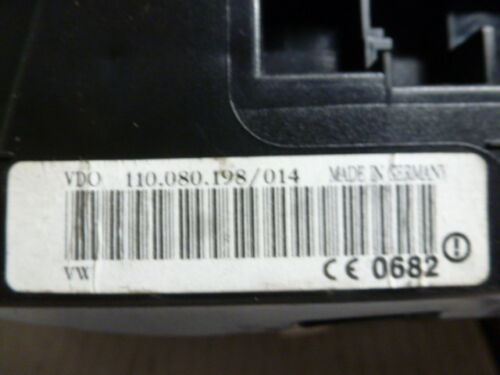 VDO 110.080.198/014 MADE IN GERMANY
VW CE 0682